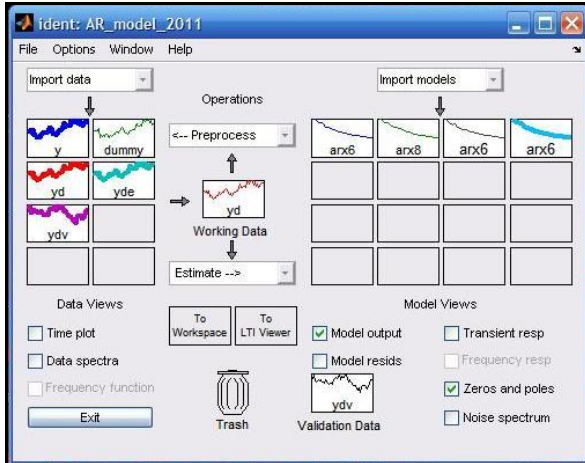 ident: AR_model_2011
File Options Window Help
Import data
Import models
Operations
<-- Preprocess
y dummy
yd yde
ydv
yd
Working Data
Estimate -->
arx6 arx8 arx6 arx6
Data Views
Time plot
Data spectra
Frequency function
Exit
To Workspace
To LTI Viewer
Trash
Model Views
Model output
Transient resp
Model resids
Frequency resp
Zeros and poles
Noise spectrum
ydv
Validation Data